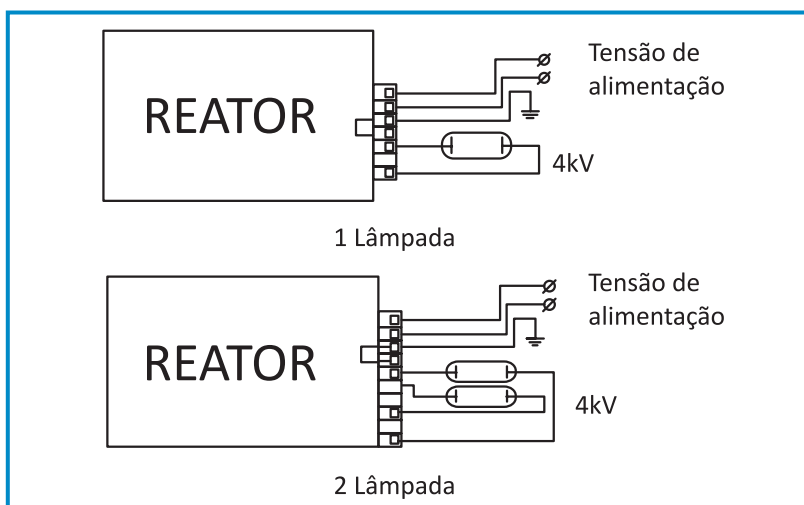 REATOR
Tensão de
alimentação
4kV
1 Lâmpada
REATOR
Tensão de
alimentação
4kV
2 Lâmpada